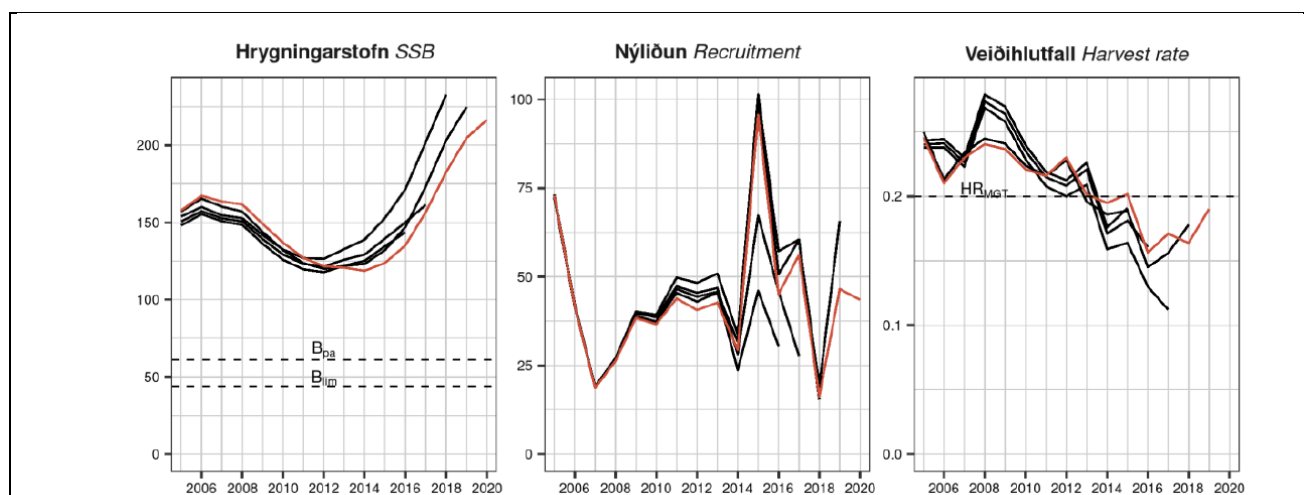 Hrygningarstofn SSB
200
150
100
50
0
Bpa
Blim
2006 2008 2010 2012 2014 2016 2018 2020
Nýliðun Recruitment
100
75
50
25
0
2006 2008 2010 2012 2014 2016 2018 2020
Veiðihlutfall Harvest rate
0.2
0.1
0.0
HRMGT
2006 2008 2010 2012 2014 2016 2018 2020